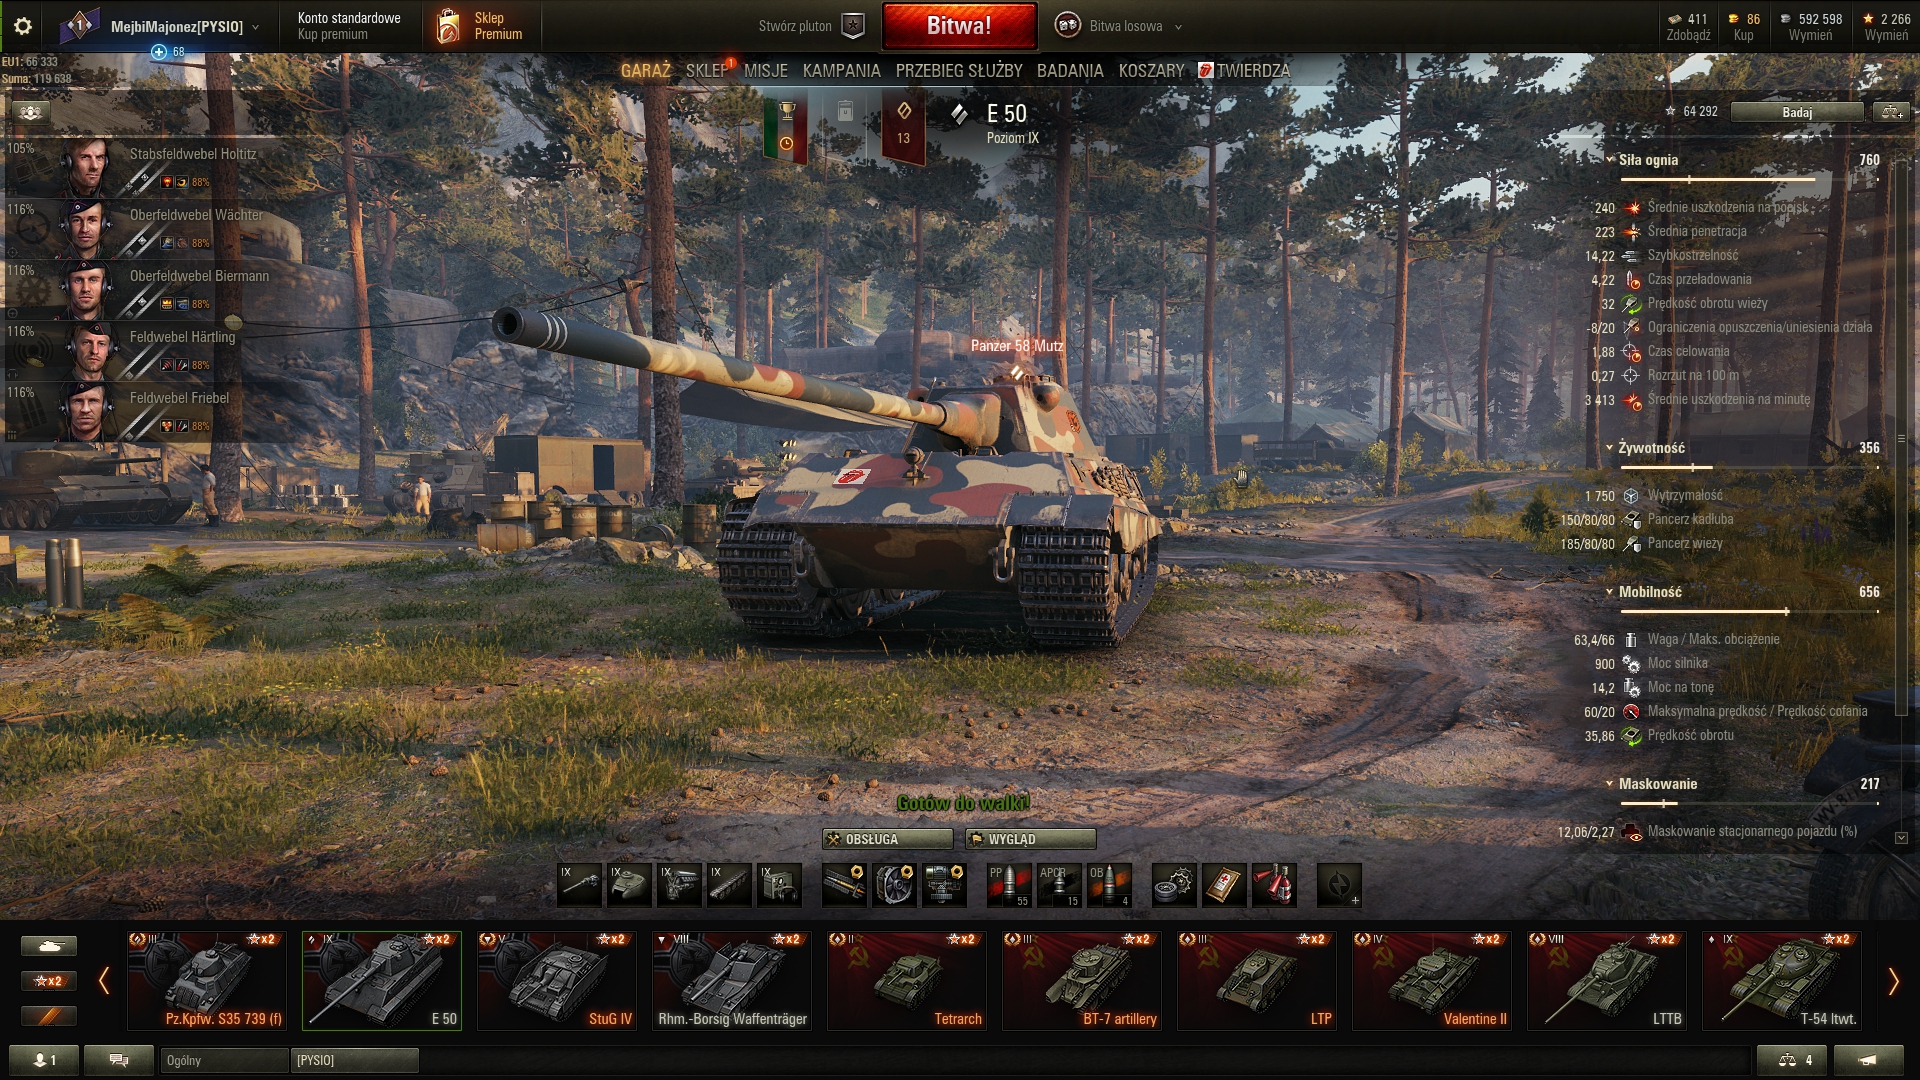 MejbiMajonez[PYSIO]
68
Konto standardowe
Kup premium
Sklep
Premium
Stwórz pluton
Bitwa!
Bitwa losowa
411
Zdobądź
86
Kup
592 598
Wymień
2 266
Wymień
EU1: 66 333
Suma: 119 638
GARAŻ SKLEP 1 MISJE KAMPANIA PRZEBIEG SŁUŻBY BADANIA KOSZARY TWIERDZA
13
E 50
Poziom IX
64 292
Badaj
105%
Stabsfeldwebel Holtitz
88%
116%
Oberfeldwebel Wächter
88%
116%
Oberfeldwebel Biermann
88%
116%
Feldwebel Härtling
88%
116%
Feldwebel Friebel
88%
Panzer 58 Mutz
Siła ognia 760
240 Średnie uszkodzenia na pocisk
223 Średnia penetracja
14,22 Szybkostrzelność
4,22 Czas przeładowania
32 Prędkość obrotu wieży
-8/20 Ograniczenia opuszczenia/uniesienia działa
1,88 Czas celowania
0,27 Rozrzut na 100 m
3 413 Średnie uszkodzenia na minutę
Żywotność 356
1 750 Wytrzymałość
150/80/80 Pancerz kadłuba
185/80/80 Pancerz wieży
Mobilność 656
63,4/66 Waga / Maks. obciążenie
900 Moc silnika
14,2 Moc na tonę
60/20 Maksymalna prędkość / Prędkość cofania
35,86 Prędkość obrotu
Maskowanie 217
12,06/2,27 Maskowanie stacjonarnego pojazdu (%)
Gotów do walki!
OBSŁUGA
WYGLĄD
IX IX IX IX IX
PP 55
APCR 15
OB 4
III x2
Pz.Kpfw. S35 739 (f)
IX x2
E 50
V x2
StuG IV
VIII x2
Rhm.-Borsig Waffenträger
II x2
Tetrarch
III x2
BT-7 artillery
III x2
LTP
IV x2
Valentine II
VIII x2
LTTB
IX x2
T-54 ltwt.
x2
1
Ogólny
[PYSIO]
4